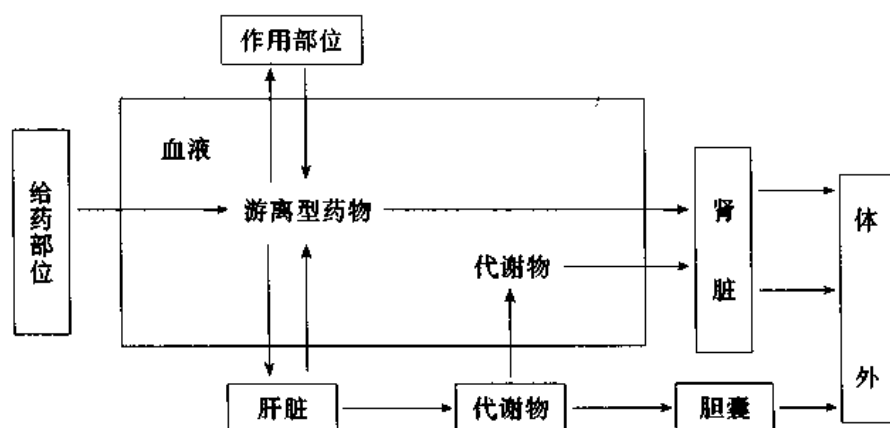 作用部位
血液
给药部位
游离型药物
代谢物
肾脏
体外
肝脏
代谢物
胆囊